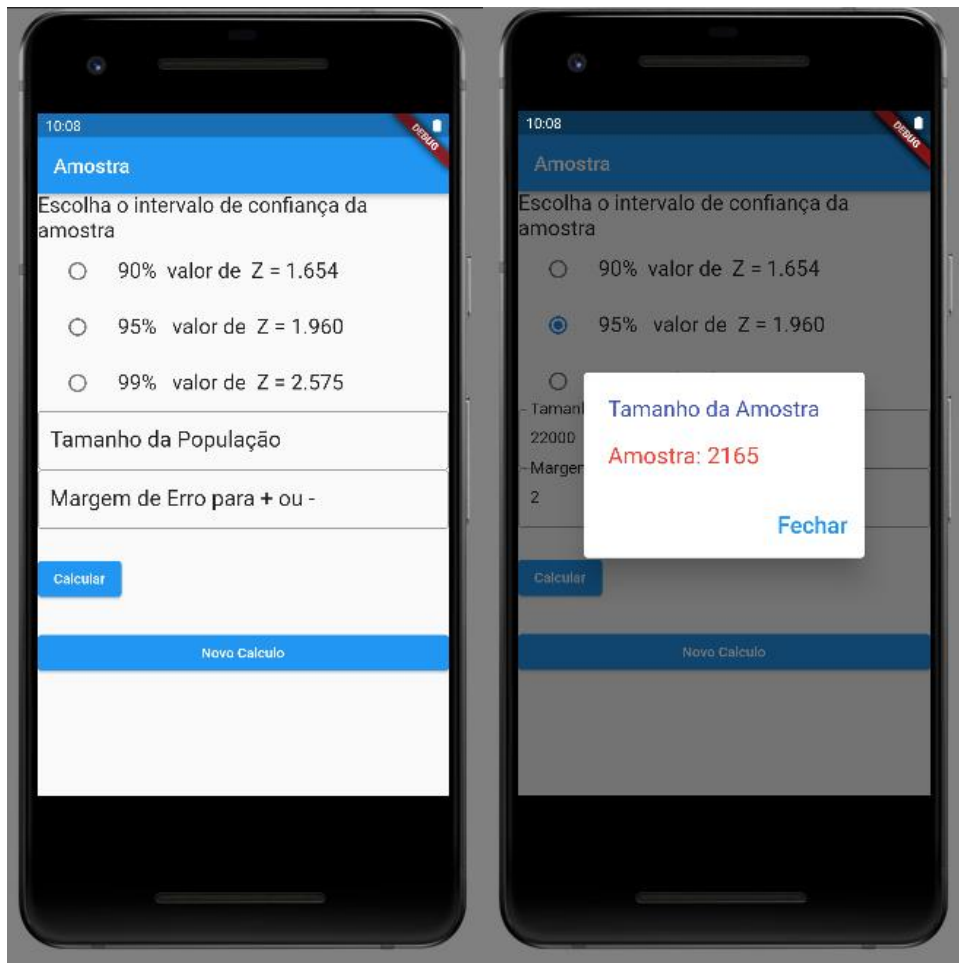 10:08
DEBUG
Amostra
Escolha o intervalo de confiança da
amostra
90% valor de Z = 1.654
95% valor de Z = 1.960
99% valor de Z = 2.575
Tamanho da População
Margem de Erro para + ou -
Calcular
Novo Calculo
10:08
DEBUG
Amostra
Escolha o intervalo de confiança da
amostra
90% valor de Z = 1.654
95% valor de Z = 1.960
22000
2
Tamanho da Amostra
Amostra: 2165
Fechar
Calcular
Novo Calculo